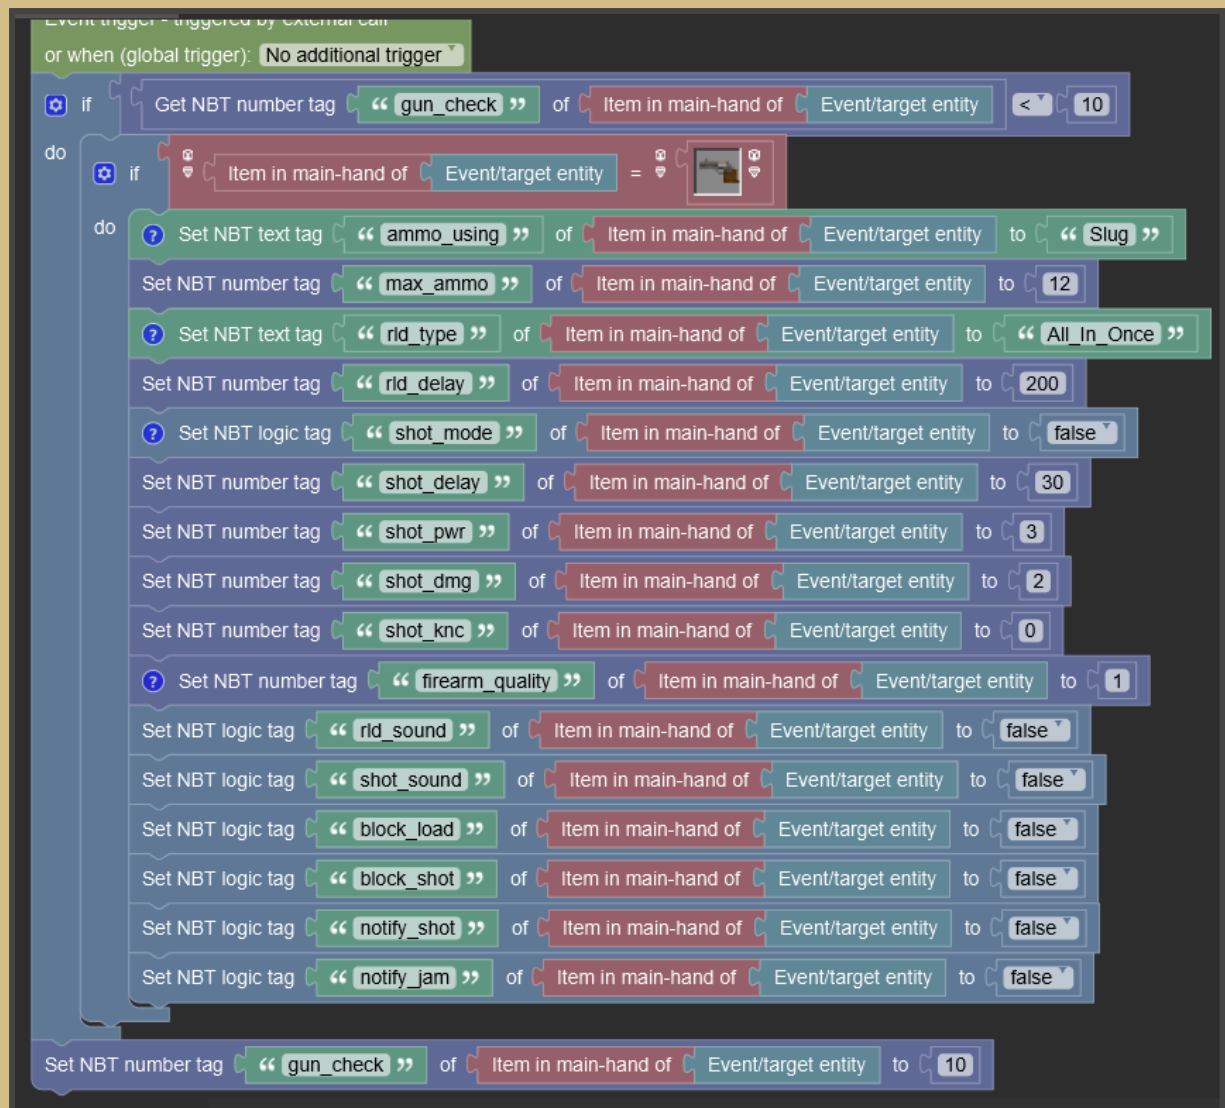 Event trigger - triggered by external call
or when (global trigger): No additional trigger
if Get NBT number tag “ gun_check ” of Item in main-hand of Event/target entity < 10
do if Item in main-hand of Event/target entity =
do ? Set NBT text tag “ ammo_using ” of Item in main-hand of Event/target entity to “ Slug ”
Set NBT number tag “ max_ammo ” of Item in main-hand of Event/target entity to 12
? Set NBT text tag “ rld_type ” of Item in main-hand of Event/target entity to “ All_In_Once ”
Set NBT number tag “ rld_delay ” of Item in main-hand of Event/target entity to 200
? Set NBT logic tag “ shot_mode ” of Item in main-hand of Event/target entity to false
Set NBT number tag “ shot_delay ” of Item in main-hand of Event/target entity to 30
Set NBT number tag “ shot_pwr ” of Item in main-hand of Event/target entity to 3
Set NBT number tag “ shot_dmg ” of Item in main-hand of Event/target entity to 2
Set NBT number tag “ shot_knc ” of Item in main-hand of Event/target entity to 0
? Set NBT number tag “ firearm_quality ” of Item in main-hand of Event/target entity to 1
Set NBT logic tag “ rld_sound ” of Item in main-hand of Event/target entity to false
Set NBT logic tag “ shot_sound ” of Item in main-hand of Event/target entity to false
Set NBT logic tag “ block_load ” of Item in main-hand of Event/target entity to false
Set NBT logic tag “ block_shot ” of Item in main-hand of Event/target entity to false
Set NBT logic tag “ notify_shot ” of Item in main-hand of Event/target entity to false
Set NBT logic tag “ notify_jam ” of Item in main-hand of Event/target entity to false
Set NBT number tag “ gun_check ” of Item in main-hand of Event/target entity to 10